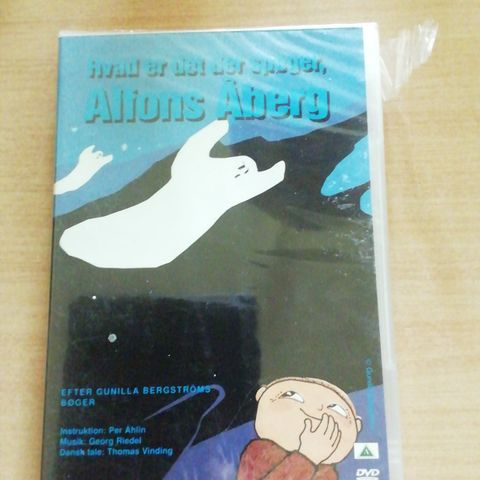 Hvad er det der spøger,
Alfons Åberg
EFTER GUNILLA BERGSTRÖMS
BØGER
Instruktion: Per Åhlin
Musik: Georg Riedel
Dansk tale: Thomas Vinding
A
DVD